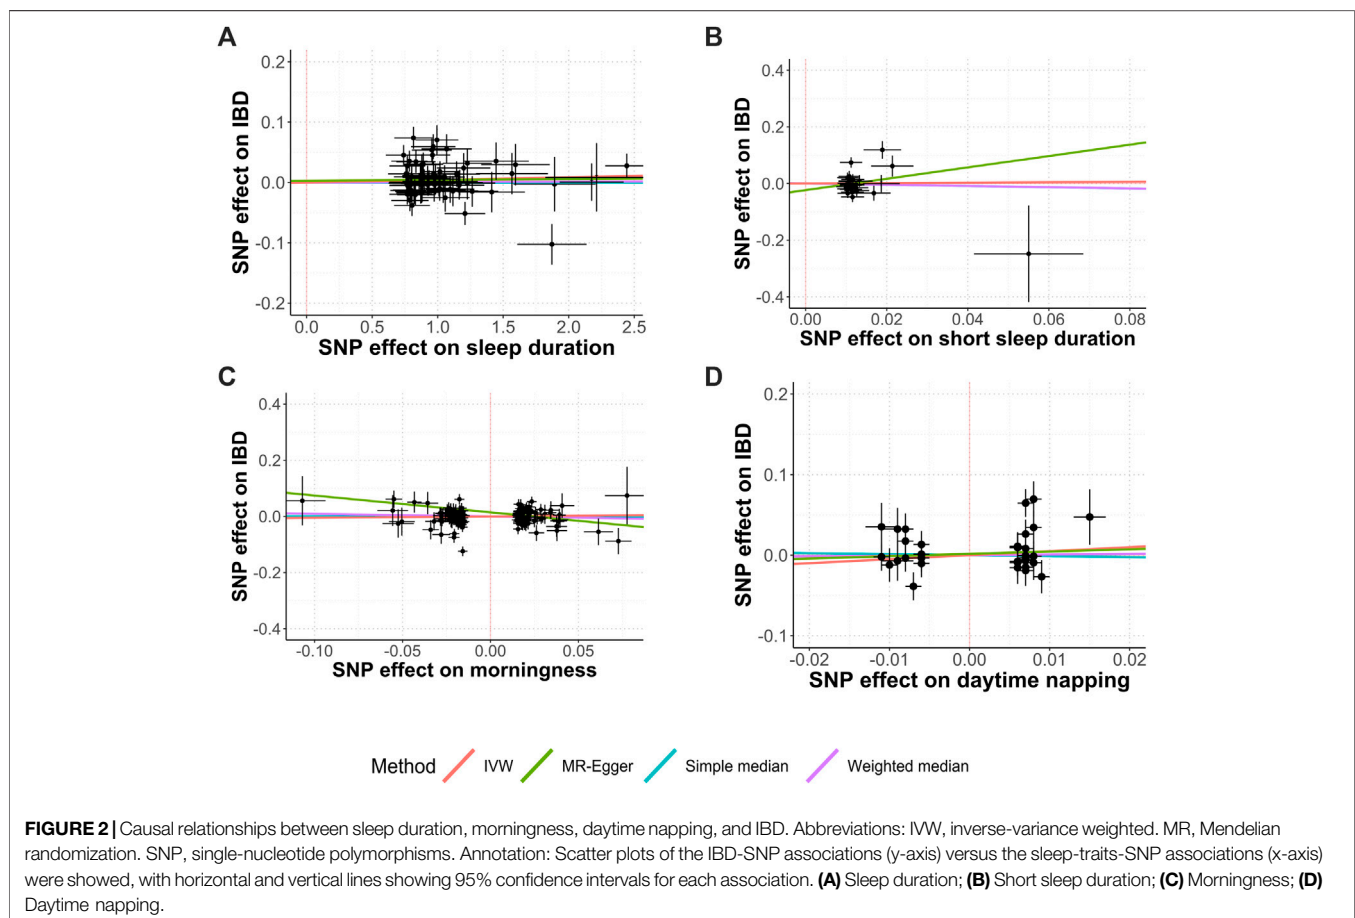 A
SNP effect on IBD
0.2
0.1
0.0
-0.1
-0.2
0.0 0.5 1.0 1.5 2.0 2.5
SNP effect on sleep duration
B
SNP effect on IBD
0.4
0.2
0.0
-0.2
-0.4
0.00 0.02 0.04 0.06 0.08
SNP effect on short sleep duration
C
SNP effect on IBD
0.4
0.2
0.0
-0.2
-0.4
-0.10 -0.05 0.00 0.05
SNP effect on morningness
D
SNP effect on IBD
0.2
0.1
0.0
-0.1
-0.02 -0.01 0.00 0.01 0.02
SNP effect on daytime napping
Method IVW MR-Egger Simple median Weighted median
FIGURE 2 | Causal relationships between sleep duration, morningness, daytime napping, and IBD. Abbreviations: IVW, inverse-variance weighted. MR, Mendelian
randomization. SNP, single-nucleotide polymorphisms. Annotation: Scatter plots of the IBD-SNP associations (y-axis) versus the sleep-traits-SNP associations (x-axis)
were showed, with horizontal and vertical lines showing 95% confidence intervals for each association. (A) Sleep duration; (B) Short sleep duration; (C) Morningness; (D)
Daytime napping.